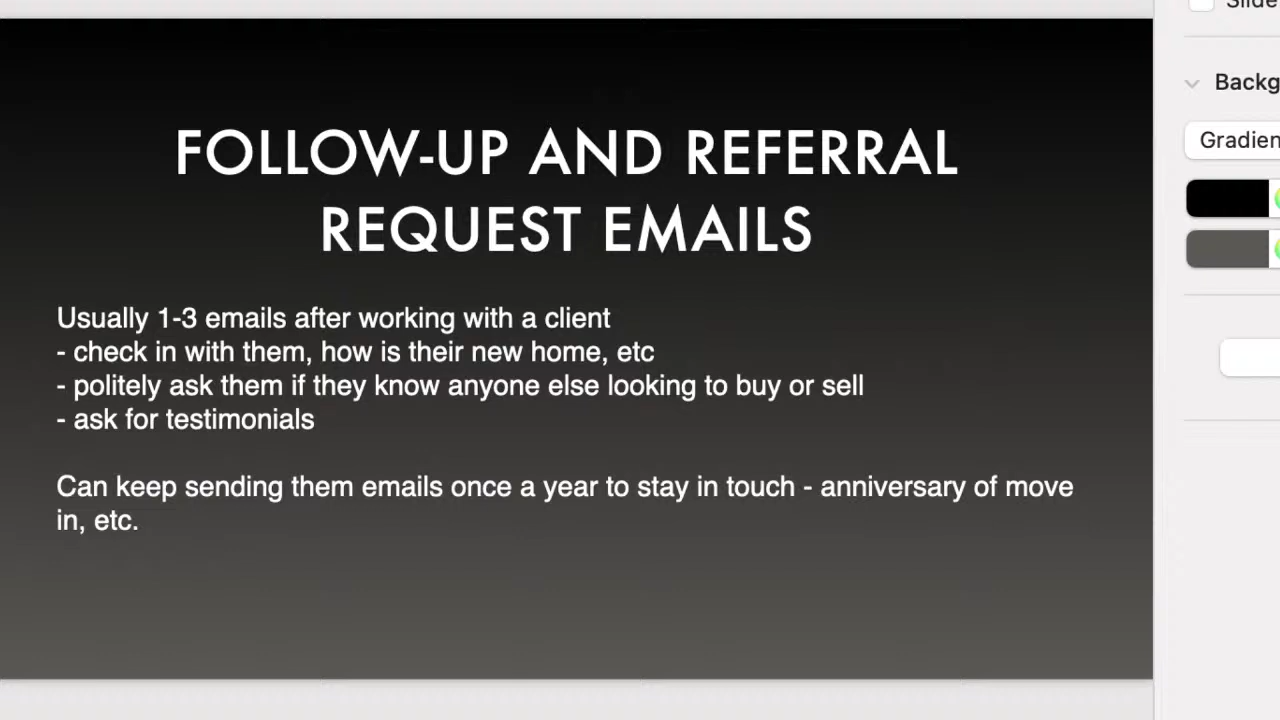 Slide
Backg
Gradien
FOLLOW-UP AND REFERRAL
REQUEST EMAILS
Usually 1-3 emails after working with a client
- check in with them, how is their new home, etc
- politely ask them if they know anyone else looking to buy or sell
- ask for testimonials
Can keep sending them emails once a year to stay in touch - anniversary of move
in, etc.